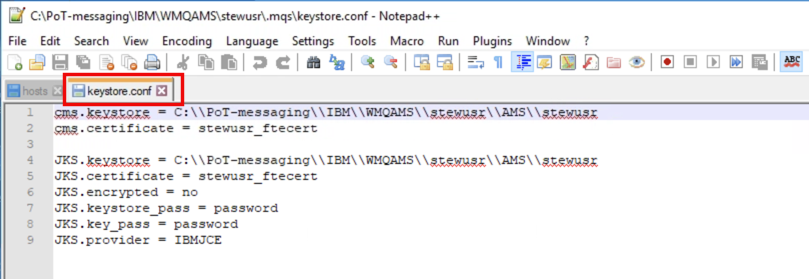 C:\PoT-messaging\IBM\WMQAMS\stewusr\.mqs\keystore.conf - Notepad++
File Edit Search View Encoding Language Settings Tools Macro Run Plugins Window ?
ABC
hosts keystore.conf
1 cms.keystore = C:\\PoT-messaging\\IBM\\WMQAMS\\stewusr\\AMS\\stewusr
2 cms.certificate = stewusr_ftecert
3
4 JKS.keystore = C:\\PoT-messaging\\IBM\\WMQAMS\\stewusr\\AMS\\stewusr
5 JKS.certificate = stewusr_ftecert
6 JKS.encrypted = no
7 JKS.keystore_pass = password
8 JKS.key_pass = password
9 JKS.provider = IBMJCE